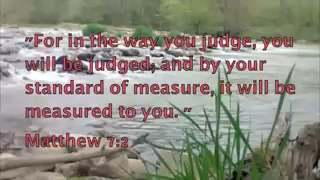 "For in the way you judge, you
will be judged; and by your
standard of measure, it will be
measured to you. "
Matthew 7:2